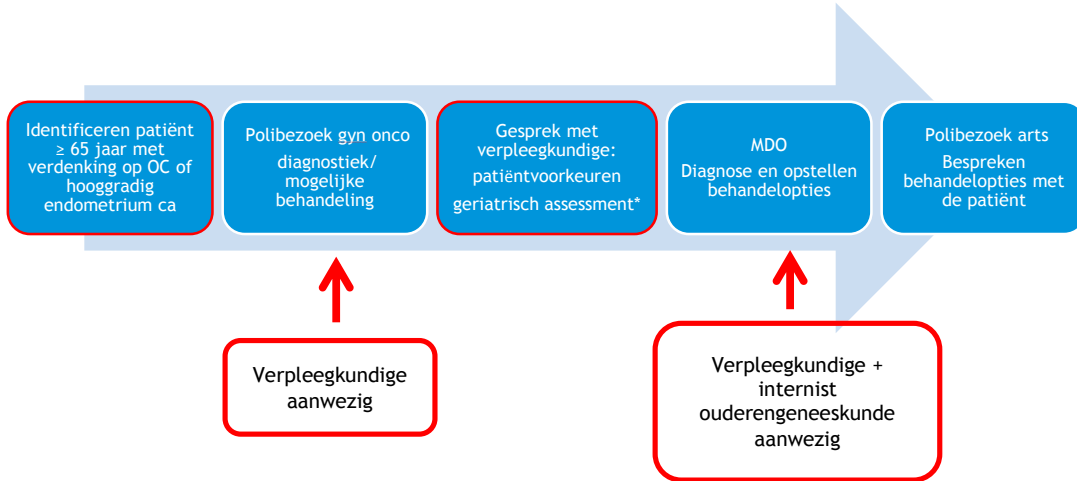 Identificeren patiënt
≥ 65 jaar met
verdenking op OC of
hooggradig
endometrium ca
Polibezoek gyn onco
diagnostiek/
mogelijke
behandeling
Gesprek met
verpleegkundige:
patiëntvoorkeuren
geriatrisch assessment*
MDO
Diagnose en opstellen
behandelopties
Polibezoek arts
Bespreken
behandelopties met
de patiënt
Verpleegkundige
aanwezig
Verpleegkundige +
internist
ouderengeneeskunde
aanwezig